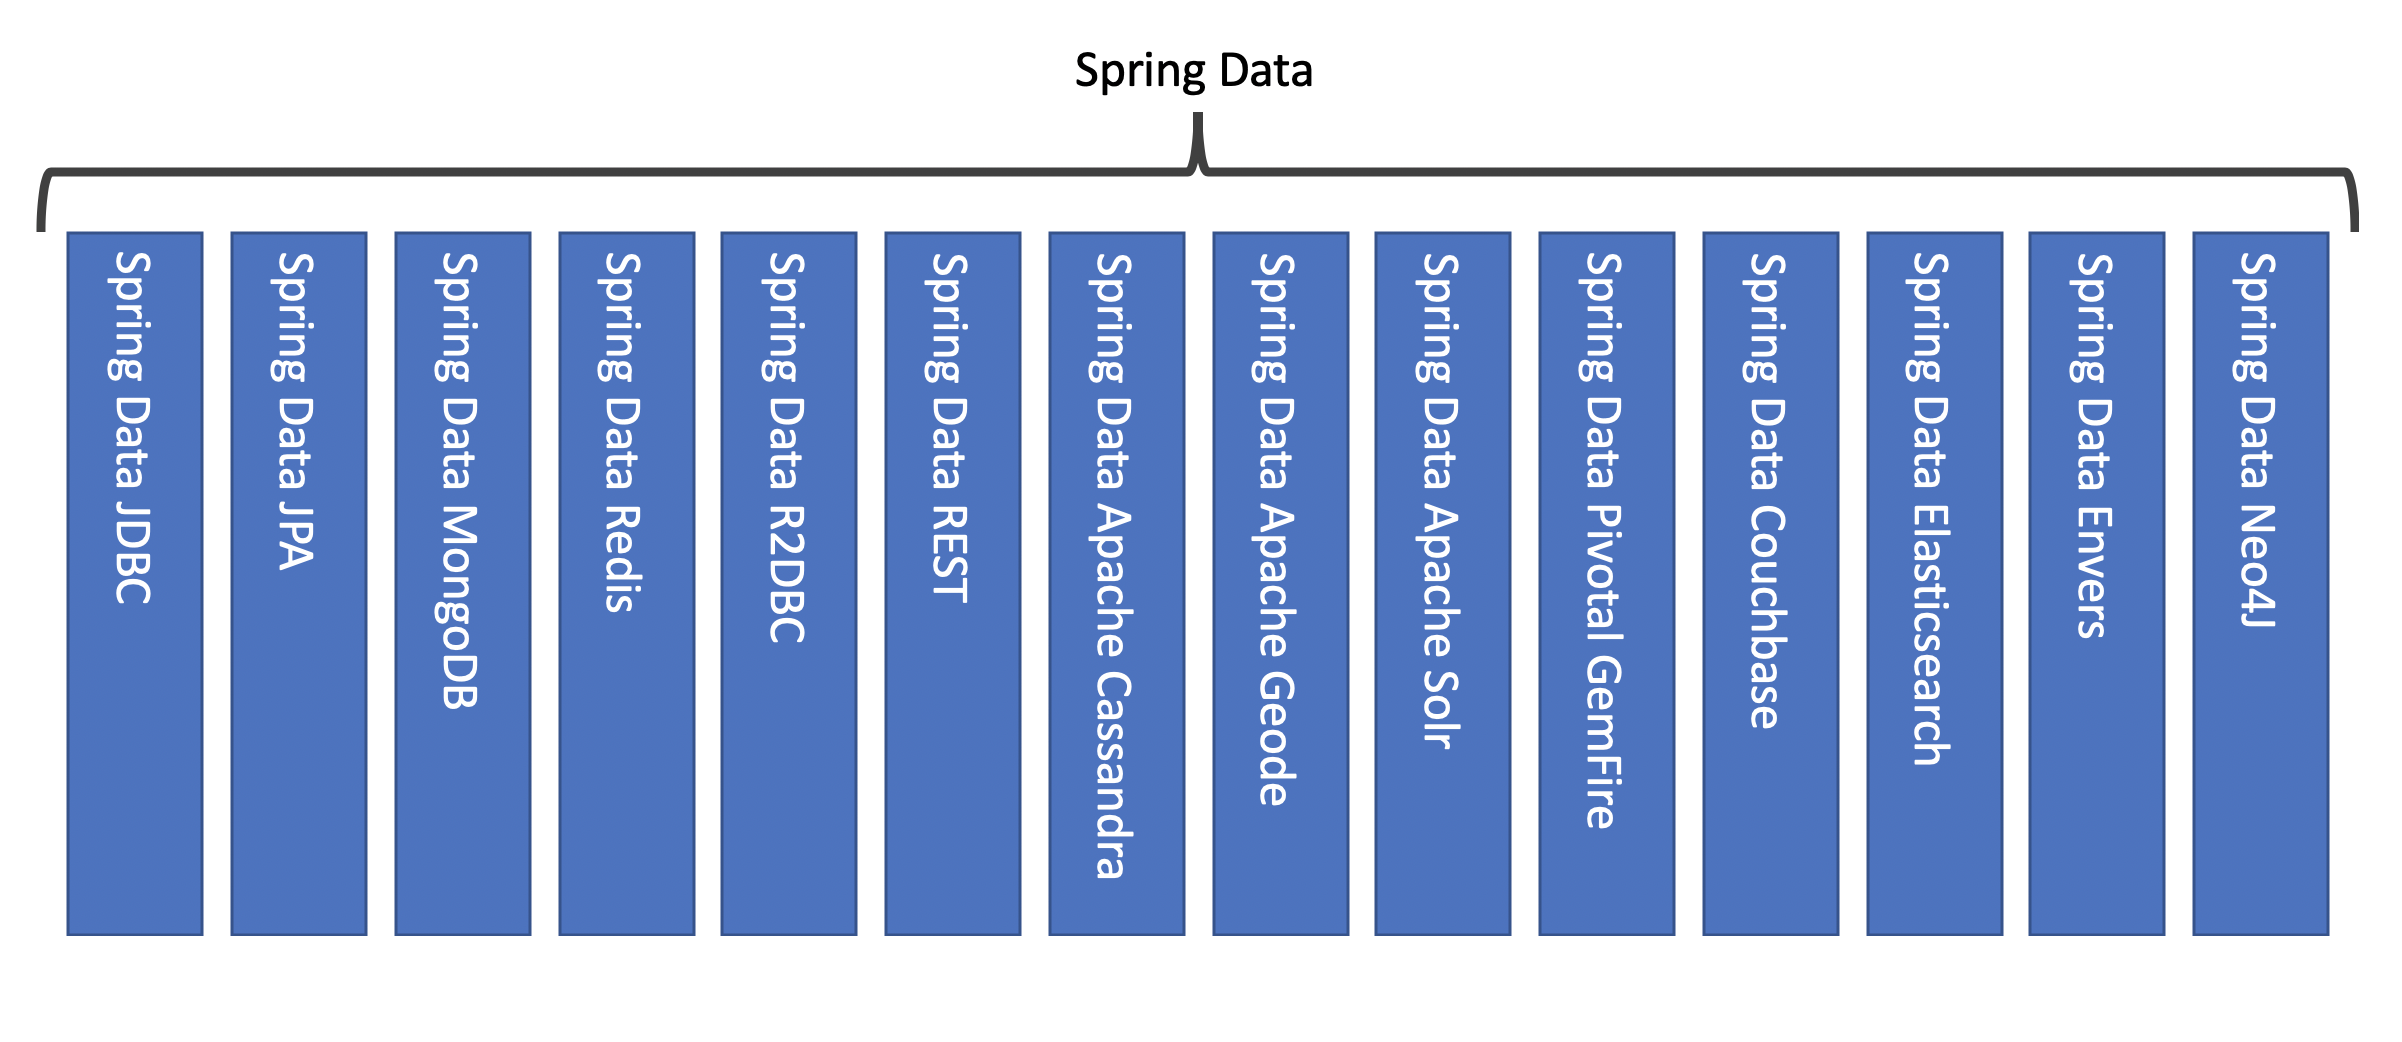 Spring Data
Spring Data JDBC
Spring Data JPA
Spring Data MongoDB
Spring Data Redis
Spring Data R2DBC
Spring Data REST
Spring Data Apache Cassandra
Spring Data Apache Geode
Spring Data Apache Solr
Spring Data Pivotal GemFire
Spring Data Couchbase
Spring Data Elasticsearch
Spring Data Envers
Spring Data Neo4J